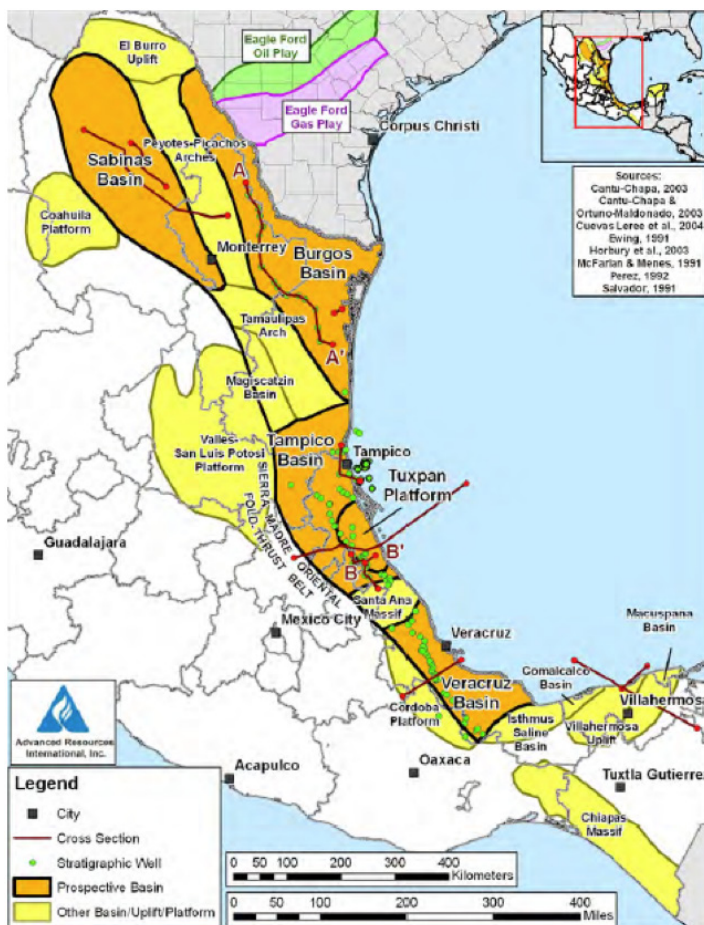 El Burro
Uplift
Eagle Ford
Oil Play
Eagle Ford
Gas Play
Corpus Christi
Peyotes-Picachos
Arches
Sabinas
Basin
A
Coahuila
Platform
Monterrey
Burgos
Basin
Sources:
Cantu-Chapa, 2003
Cantu-Chapa &
Ortuno-Maldonado, 2003
Cuevas Leree et al., 2004
Ewing, 1991
Horbury et al., 2003
McFarlan & Menes, 1991
Perez, 1992
Salvador, 1991
Tamaulipas
Arch
A'
Magiscatzin
Basin
Valles-
San Luis Potosi
Platform
Tampico
Basin
Tampico
Tuxpan
Platform
SIERRA MADRE ORIENTAL
FOLD-THRUST BELT
Guadalajara
B
B'
Santa Ana
Massif
Mexico City
Veracruz
Macuspana
Basin
Veracruz
Basin
Comalcalco
Basin
Villahermosa
Cordoba
Platform
Isthmus
Saline
Basin
Villahermosa
Uplift
Advanced Resources
International, Inc.
Acapulco
Oaxaca
Tuxtla Gutierrez
Chiapas
Massif
Legend
City
Cross Section
Stratigraphic Well
Prospective Basin
Other Basin/Uplift/Platform
0 50 100 200 300 400
Kilometers
0 50 100 200 300 400
Miles